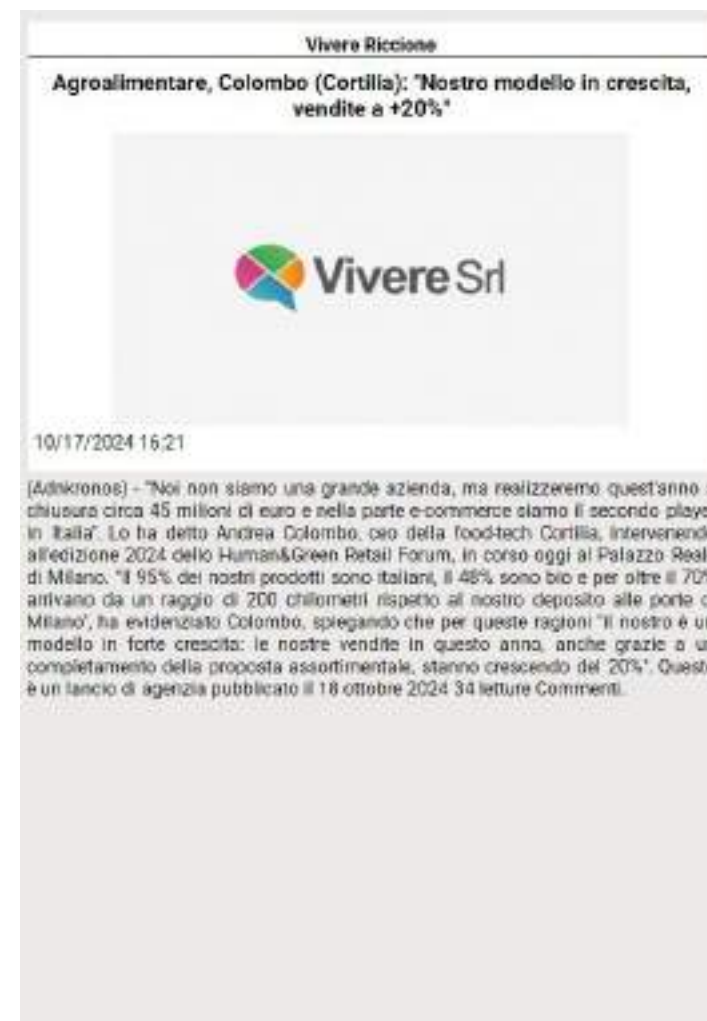 Vivere Riccione
Agroalimentare, Colombo (Cortilia): "Nostro modello in crescita,
vendite a +20%"
Vivere Srl
10/17/2024 16:21
(Adnkronos) - "Noi non siamo una grande azienda, ma realizzeremo quest'anno
chiusura circa 45 milioni di euro e nella parte e-commerce siamo il secondo playe
in Italia". Lo ha detto Andrea Colombo, ceo della food-tech Cortilia, intervenend
all'edizione 2024 dello Human&Green Retail Forum, in corso oggi al Palazzo Real
di Milano. "Il 95% dei nostri prodotti sono italiani, il 48% sono bio e per oltre il 70%
arrivano da un raggio di 200 chilometri rispetto al nostro deposito alle porte d
Milano", ha evidenziato Colombo, spiegando che per queste ragioni "il nostro è un
modello in forte crescita: le nostre vendite in questo anno, anche grazie a un
completamento della proposta assortimentale, stanno crescendo del 20%". Quest
è un lancio di agenzia pubblicato il 18 ottobre 2024 34 letture Commenti.